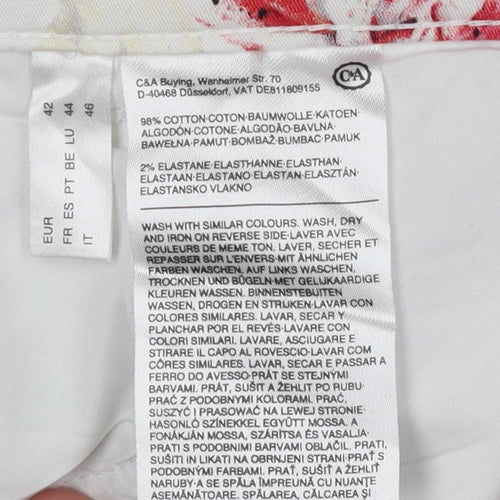 EUR 42
FR ES PT BE LU 44
IT 46
C&A Buying, Wanheimer Str. 70
D-40468 Düsseldorf, VAT DE811809155
C&A
98% COTTON·COTON·BAUMWOLLE·KATOEN·
ALGODÓN·COTONE·ALGODÃO·BAVLNA·
BAWEŁNA·PAMUT·BOMBAŽ·BUMBAC·PAMUK
2% ELASTANE·ELASTHANNE·ELASTHAN·
ELASTAAN·ELASTANO·ELASTAN·ELASZTÁN·
ELASTANSKO VLAKNO
WASH WITH SIMILAR COLOURS. WASH, DRY
AND IRON ON REVERSE SIDE·LAVER AVEC
COULEURS DE MEME TON. LAVER, SECHER ET
REPASSER SUR L'ENVERS·MIT ÄHNLICHEN
FARBEN WASCHEN, AUF LINKS WASCHEN,
TROCKNEN UND BÜGELN·MET GELIJKAARDIGE
KLEUREN WASSEN. BINNENSTEBUITEN
WASSEN, DROGEN EN STRIJKEN·LAVAR CON
COLORES SIMILARES. LAVAR, SECAR Y
PLANCHAR POR EL REVÉS·LAVARE CON
COLORI SIMILARI. LAVARE, ASCIUGARE E
STIRARE IL CAPO AL ROVESCIO·LAVAR COM
CÔRES SIMILARES. LAVAR, SECAR E PASSAR A
FERRO DO AVESSO·PRÁT SE STEJNÝMI
BARVAMI. PRÁT, SUŠIT A ŽEHLIT PO RUBU·
PRAĆ Z PODOBNYMI KOLORAMI. PRAĆ,
SUSZYĆ I PRASOWAĆ NA LEWEJ STRONIE·
HASONLÓ SZÍNEKKEL EGYÜTT MOSSA. A
FONÁKJÁN MOSSA, SZÁRÍTSA ÉS VASALJA·
PRATI S PODOBNIMI OBLAČILI. PRATI,
SUŠITI IN LIKATI NA OBRNJENI STRANI·PRAŤ S
PODOBNÝMI FARBAMI. PRAŤ, SUŠIŤ A ŽEHLIŤ
NARUBY·A SE SPĂLA ÎMPREUNĂ CU NUANŢE
ASEMĂNĂTOARE. SPĂLAREA, CĂLCAREA ŞI